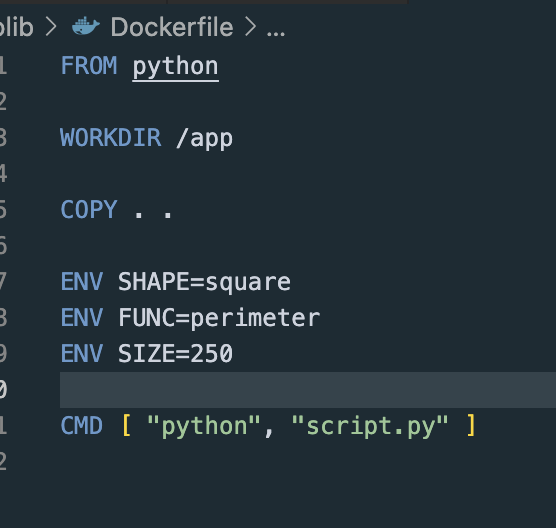 lib > Dockerfile > ...
1 FROM python
2
3 WORKDIR /app
4
5 COPY . .
6
7 ENV SHAPE=square
8 ENV FUNC=perimeter
9 ENV SIZE=250
0
1 CMD [ "python", "script.py" ]
2